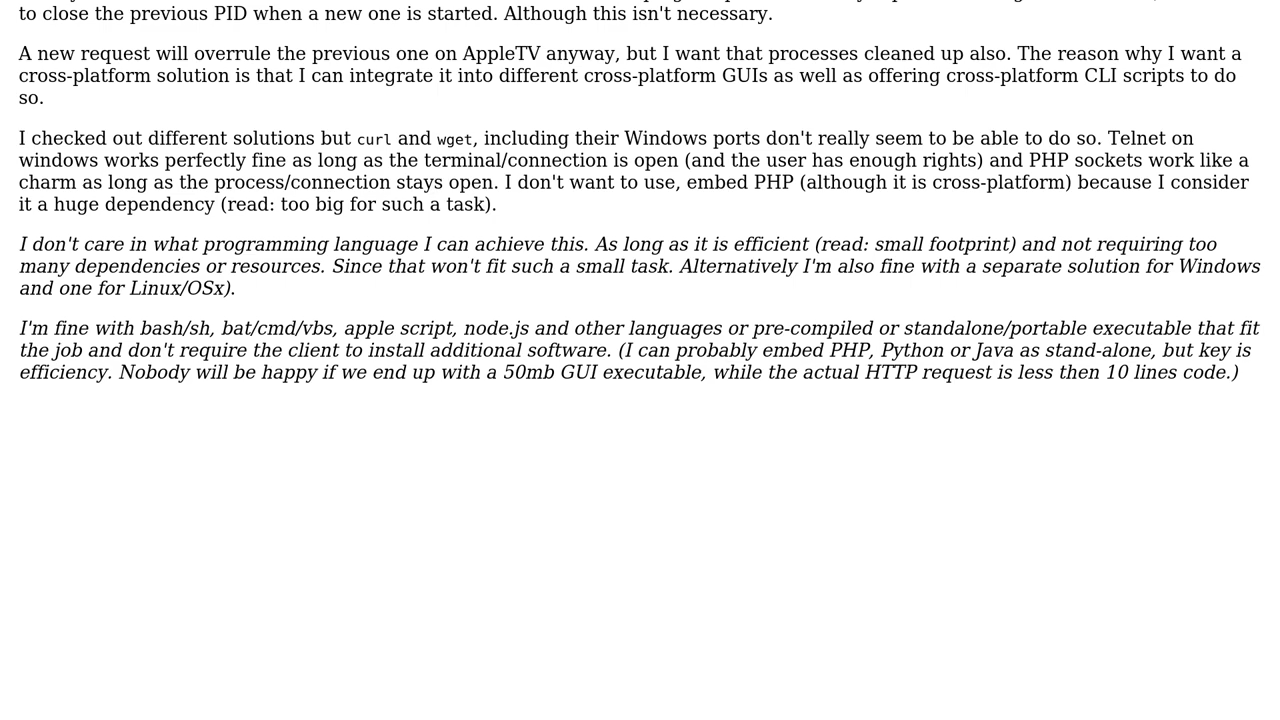 to close the previous PID when a new one is started. Although this isn't necessary.
A new request will overrule the previous one on AppleTV anyway, but I want that processes cleaned up also. The reason why I want a
cross-platform solution is that I can integrate it into different cross-platform GUIs as well as offering cross-platform CLI scripts to do
so.
I checked out different solutions but curl and wget, including their Windows ports don't really seem to be able to do so. Telnet on
windows works perfectly fine as long as the terminal/connection is open (and the user has enough rights) and PHP sockets work like a
charm as long as the process/connection stays open. I don't want to use, embed PHP (although it is cross-platform) because I consider
it a huge dependency (read: too big for such a task).
I don't care in what programming language I can achieve this. As long as it is efficient (read: small footprint) and not requiring too
many dependencies or resources. Since that won't fit such a small task. Alternatively I'm also fine with a separate solution for Windows
and one for Linux/OSx).
I'm fine with bash/sh, bat/cmd/vbs, apple script, node.js and other languages or pre-compiled or standalone/portable executable that fit
the job and don't require the client to install additional software. (I can probably embed PHP, Python or Java as stand-alone, but key is
efficiency. Nobody will be happy if we end up with a 50mb GUI executable, while the actual HTTP request is less then 10 lines code.)